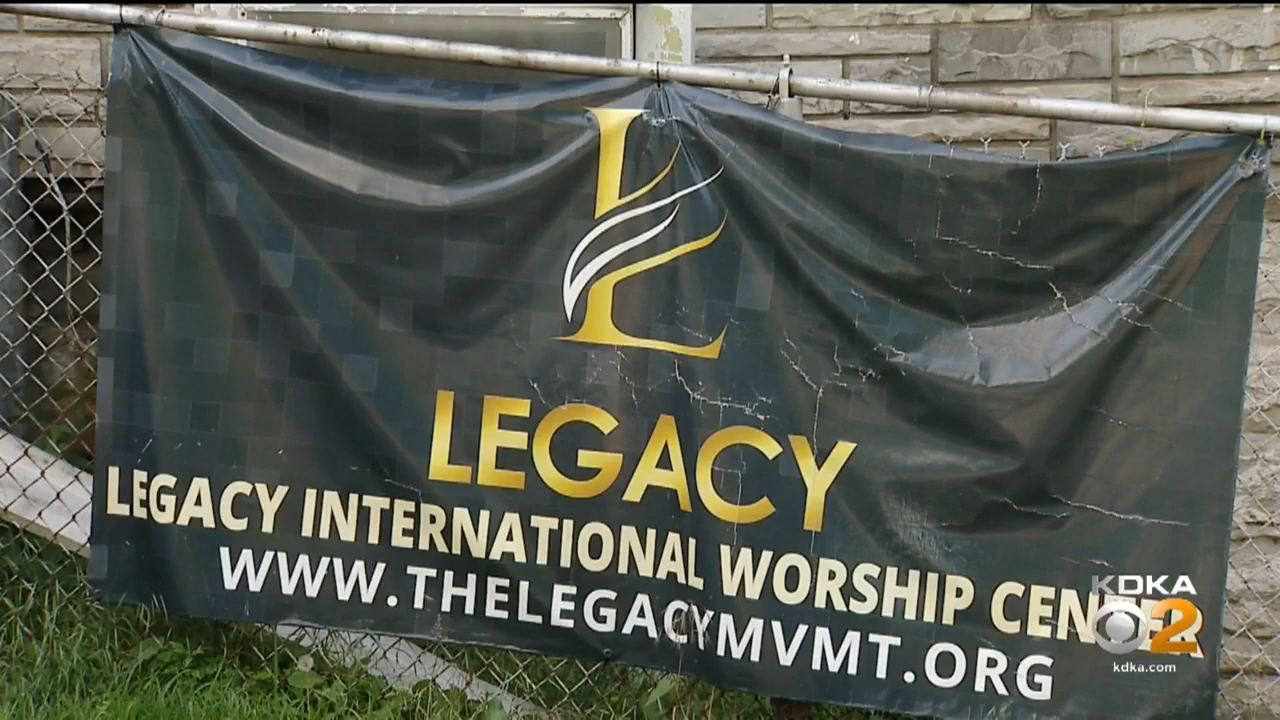 L
LEGACY
LEGACY INTERNATIONAL WORSHIP CENTER
WWW.THELEGACYMVMT.ORG
KDKA
2
kdka.com